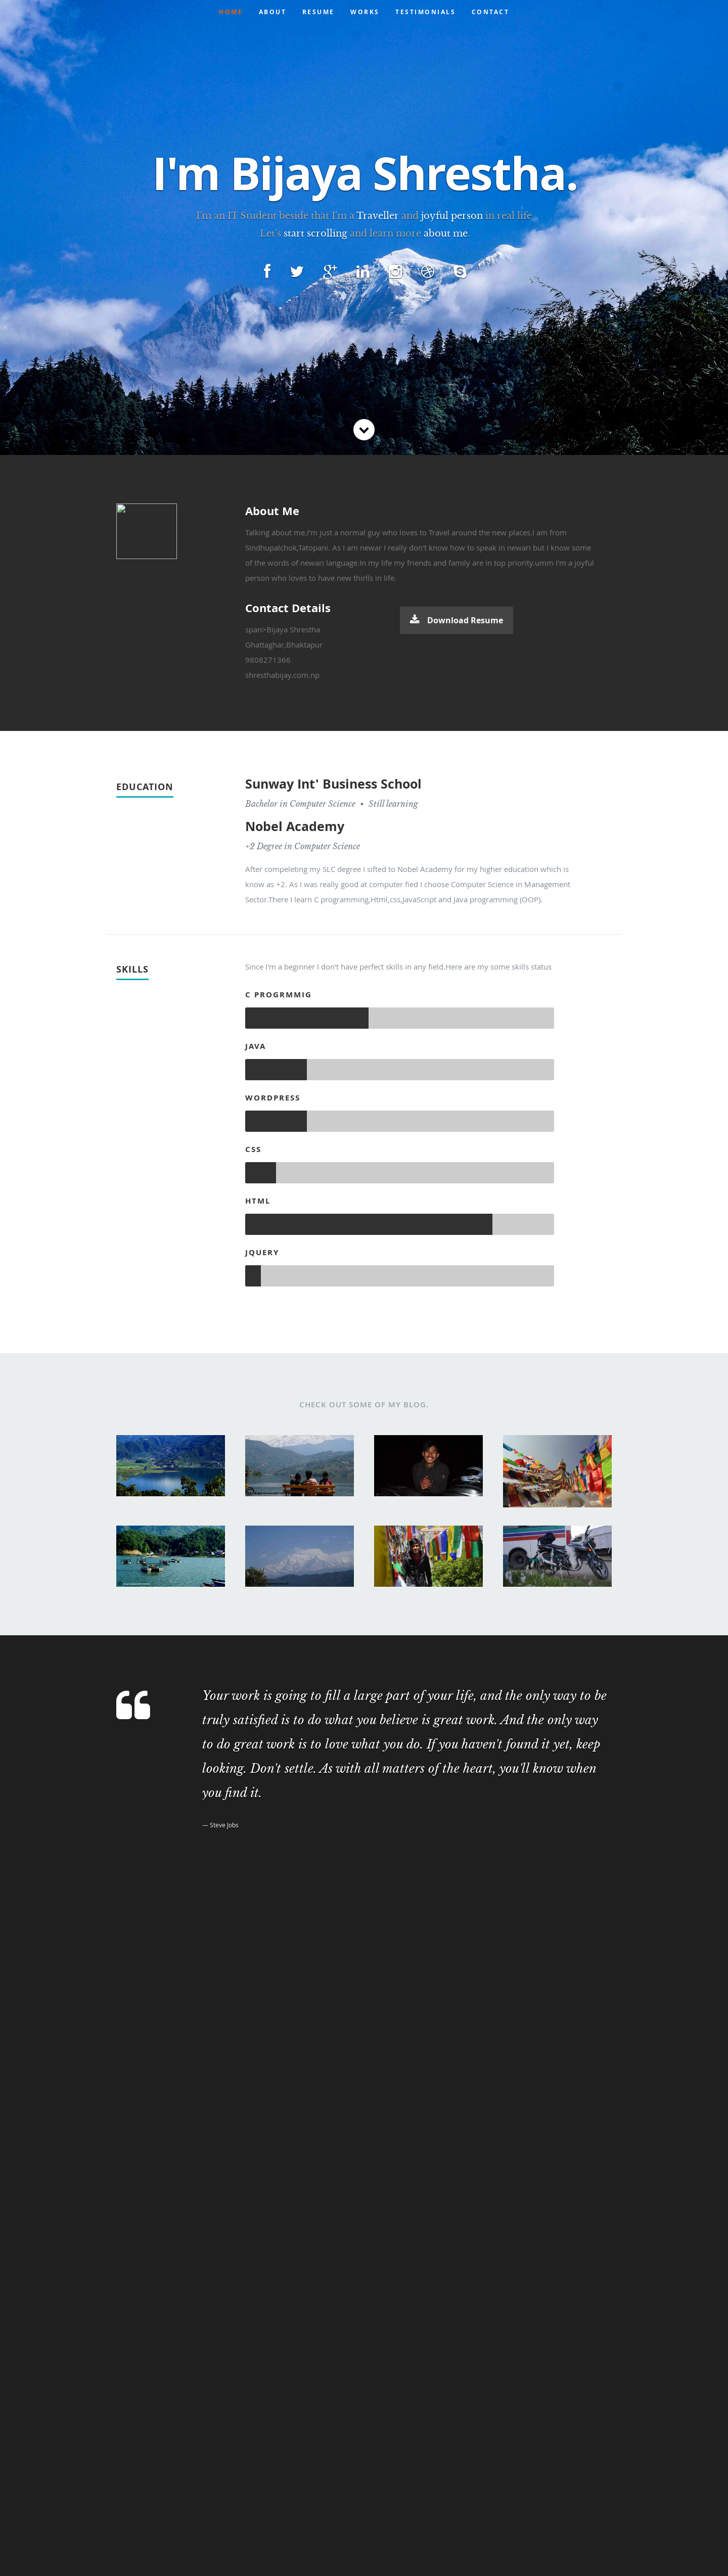 HOME ABOUT RESUME WORKS TESTIMONIALS CONTACT
I'm Bijaya Shrestha.
I'm an IT Student beside that I'm a Traveller and joyful person in real life...
Let's start scrolling and learn more about me.
About Me
Talking about me,I'm just a normal guy who loves to Travel around the new places.I am from
Sindhupalchok,Tatopani. As I am newar I really don't know how to speak in newari but I know some
of the words of newari language.In my life my friends and family are in top priority.umm I'm a joyful
person who loves to have new thirlls in life.
Contact Details
Download Resume
span>Bijaya Shrestha
Ghattaghar,Bhaktapur
9808271366
shresthabijay.com.np
EDUCATION
Sunway Int' Business School
Bachelor in Computer Science • Still learning
Nobel Academy
+2 Degree in Computer Science
After compeleting my SLC degree I sifted to Nobel Academy for my higher education which is
know as +2. As I was really good at computer fied I choose Computer Science in Management
Sector.There I learn C programming,Html,css,JavaScript and Java programming (OOP).
SKILLS
Since I'm a beginner I don't have perfect skills in any field.Here are my some skills status
C PROGRMMIG
JAVA
WORDPRESS
CSS
HTML
JQUERY
CHECK OUT SOME OF MY BLOG.
Your work is going to fill a large part of your life, and the only way to be
truly satisfied is to do what you believe is great work. And the only way
to do great work is to love what you do. If you haven't found it yet, keep
looking. Don't settle. As with all matters of the heart, you'll know when
you find it.
— Steve Jobs